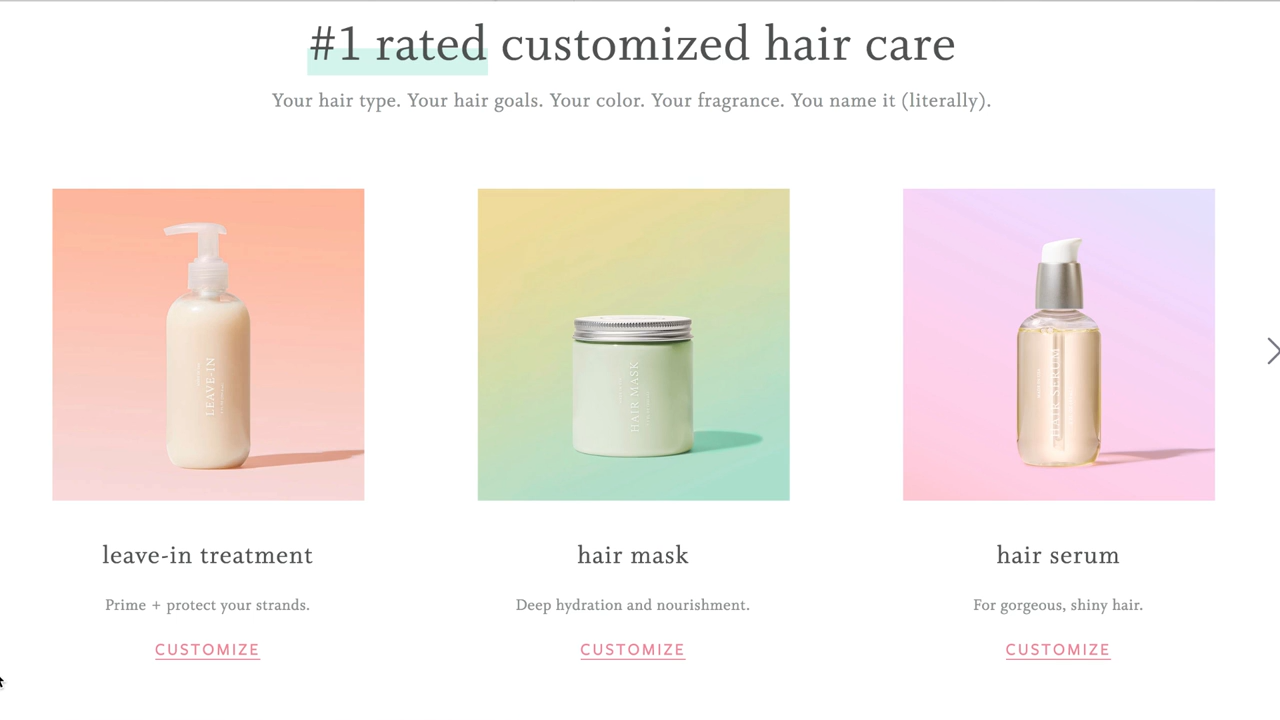 #1 rated customized hair care
Your hair type. Your hair goals. Your color. Your fragrance. You name it (literally).
LEAVE-IN
HAIR MASK
HAIR SERUM
leave-in treatment
hair mask
hair serum
Prime + protect your strands.
Deep hydration and nourishment.
For gorgeous, shiny hair.
CUSTOMIZE
CUSTOMIZE
CUSTOMIZE